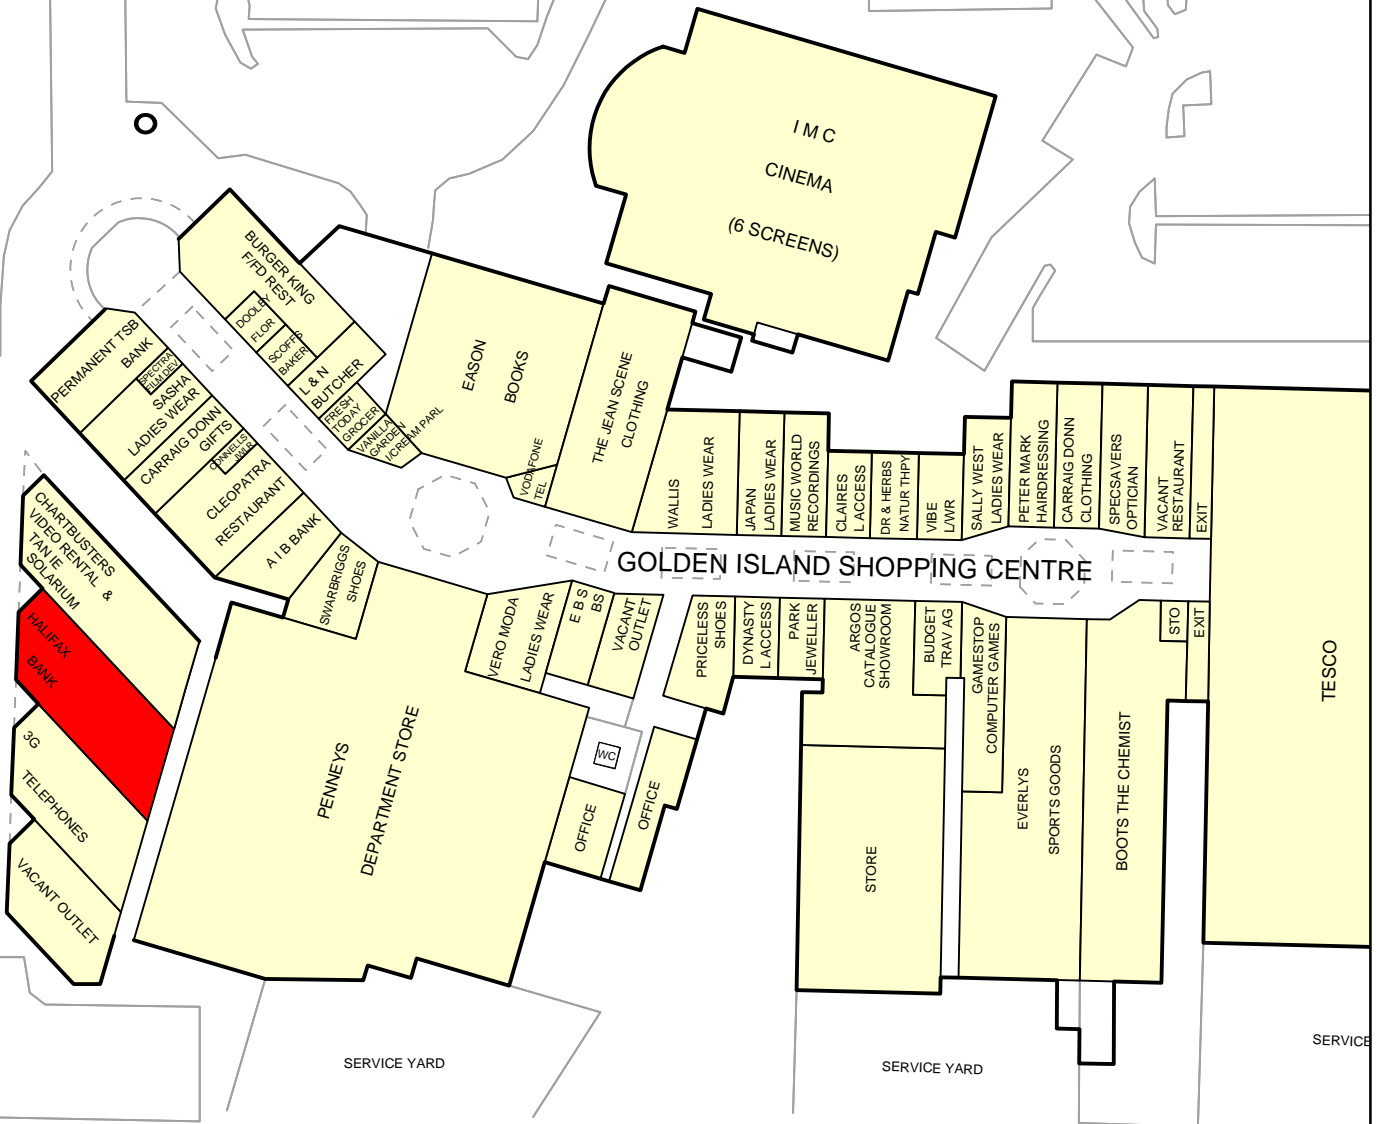 I M C
CINEMA
(6 SCREENS)
BURGER KING
F/FD REST
DOOLEY
FLOR
SCOFFS
BAKER
L & N
BUTCHER
FRESH
TODAY
GROCER
VANILLA
GARDEN
I/CREAM PARL
EASON
BOOKS
VODAFONE
TEL
THE JEAN SCENE
CLOTHING
WALLIS
LADIES WEAR
JAPAN
LADIES WEAR
MUSIC WORLD
RECORDINGS
CLAIRES
L ACCESS
DR & HERBS
NATUR THPY
VIBE
L/WR
SALLY WEST
LADIES WEAR
PETER MARK
HAIRDRESSING
CARRAIG DONN
CLOTHING
SPECSAVERS
OPTICIAN
VACANT
RESTAURANT
EXIT
PERMANENT TSB
BANK
SPECTRA
FILM DEV
SASHA
LADIES WEAR
CARRAIG DONN
GIFTS
CONNELLS
JWLR
CLEOPATRA
RESTAURANT
A I B BANK
SWARBRIGGS
SHOES
GOLDEN ISLAND SHOPPING CENTRE
CHARTBUSTERS
VIDEO RENTAL &
TAN IE
SOLARIUM
HALIFAX
BANK
3G
TELEPHONES
VACANT OUTLET
PENNEYS
DEPARTMENT STORE
VERO MODA
LADIES WEAR
E B S
BS
VACANT
OUTLET
WC
OFFICE
OFFICE
PRICELESS
SHOES
DYNASTY
L ACCESS
PARK
JEWELLER
ARGOS
CATALOGUE
SHOWROOM
BUDGET
TRAV AG
GAMESTOP
COMPUTER GAMES
STORE
EVERLYS
SPORTS GOODS
BOOTS THE CHEMIST
STO
EXIT
TESCO
SERVICE YARD
SERVICE YARD
SERVICE